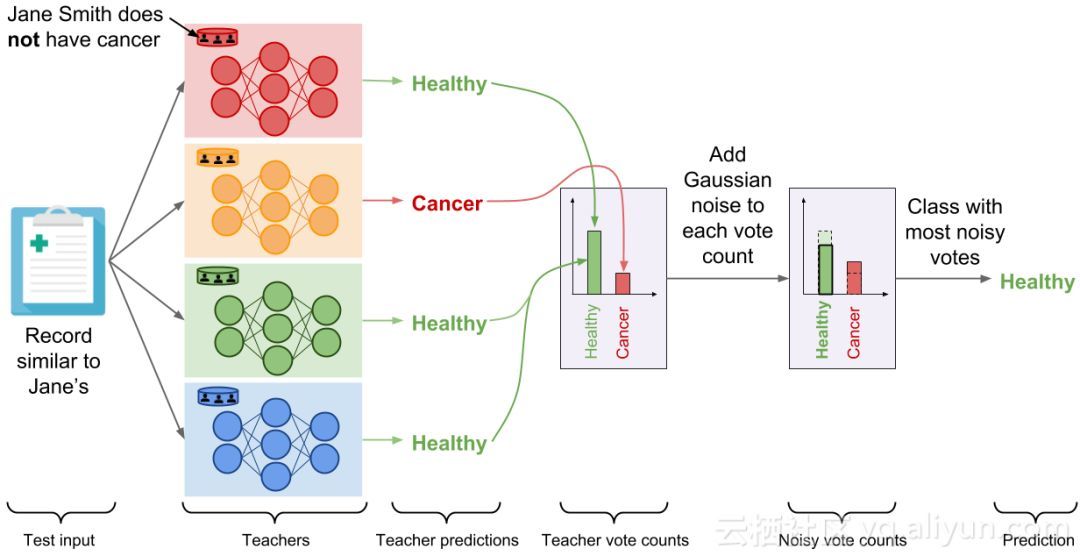 Jane Smith does
not have cancer
Record
similar to
Jane's
Healthy
Cancer
Healthy
Healthy
Healthy
Cancer
Add
Gaussian
noise to
each vote
count
Healthy
Cancer
Class with
most noisy
votes
Healthy
Test input
Teachers
Teacher predictions
Teacher vote counts
Noisy vote counts
Prediction
云栖社区 yq.aliyun.com